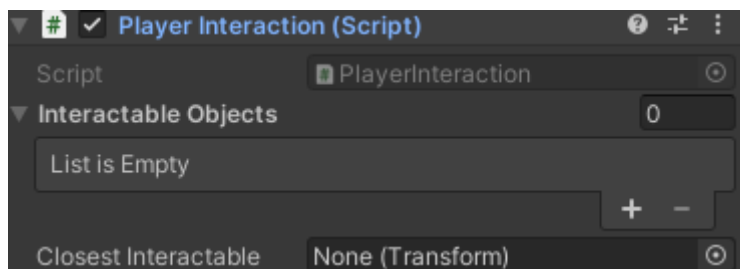 # Player Interaction (Script)
Script # PlayerInteraction
Interactable Objects 0
List is Empty
+ −
Closest Interactable None (Transform)